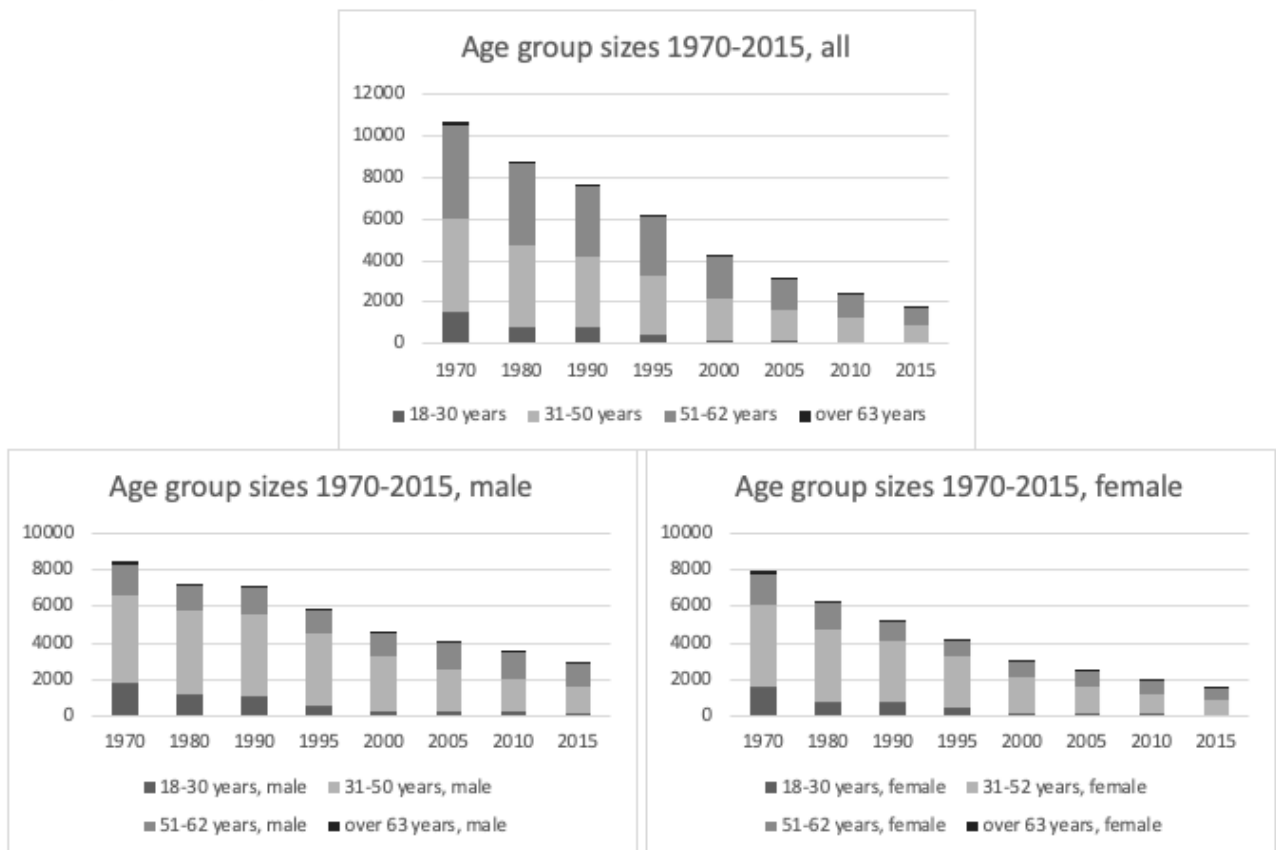 Age group sizes 1970-2015, all
12000
10000
8000
6000
4000
2000
0
1970 1980 1990 1995 2000 2005 2010 2015
18-30 years 31-50 years 51-62 years over 63 years
Age group sizes 1970-2015, male
10000
8000
6000
4000
2000
0
1970 1980 1990 1995 2000 2005 2010 2015
18-30 years, male 31-50 years, male
51-62 years, male over 63 years, male
Age group sizes 1970-2015, female
10000
8000
6000
4000
2000
0
1970 1980 1990 1995 2000 2005 2010 2015
18-30 years, female 31-52 years, female
51-62 years, female over 63 years, female